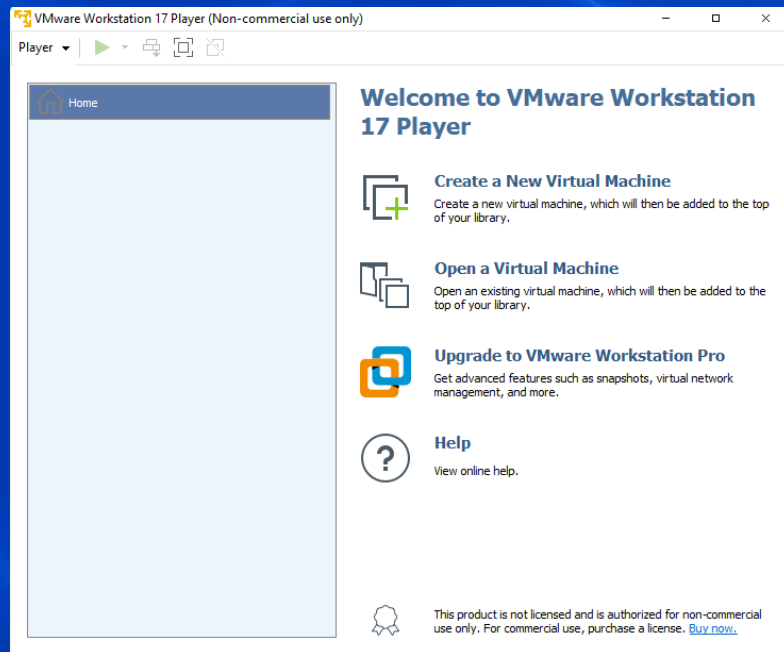 VMware Workstation 17 Player (Non-commercial use only)
Player
Home
Welcome to VMware Workstation
17 Player
Create a New Virtual Machine
Create a new virtual machine, which will then be added to the top
of your library.
Open a Virtual Machine
Open an existing virtual machine, which will then be added to the
top of your library.
Upgrade to VMware Workstation Pro
Get advanced features such as snapshots, virtual network
management, and more.
Help
View online help.
This product is not licensed and is authorized for non-commercial
use only. For commercial use, purchase a license. Buy now.